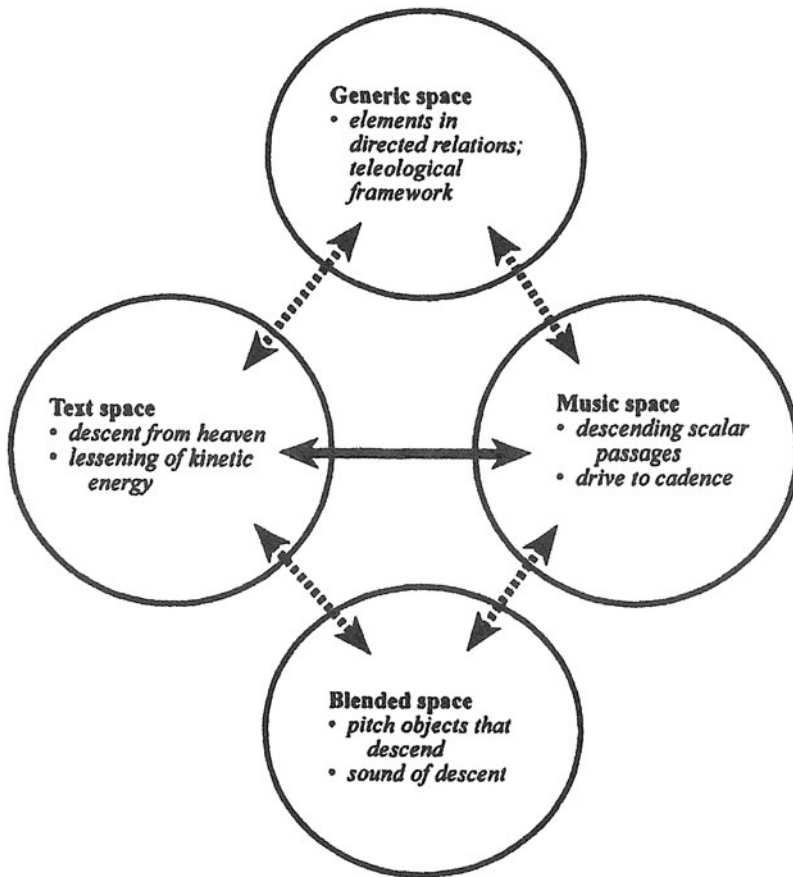 Generic space
• elements in
directed relations;
teleological
framework
Text space
• descent from heaven
• lessening of kinetic
energy
Music space
• descending scalar
passages
• drive to cadence
Blended space
• pitch objects that
descend
• sound of descent